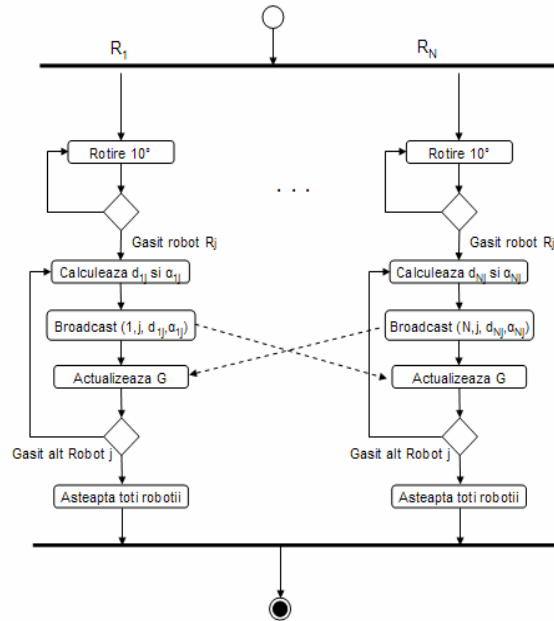 R1
RN
Rotire 10°
Rotire 10°
. . .
Gasit robot Rj
Gasit robot Rj
Calculeaza d1j si α1j
Calculeaza dNj si αNj
Broadcast (1,j, d1j,α1j)
Broadcast (N,j, dNj,αNj)
Actualizeaza G
Actualizeaza G
Gasit alt Robot j
Gasit alt Robot j
Asteapta toti robotii
Asteapta toti robotii